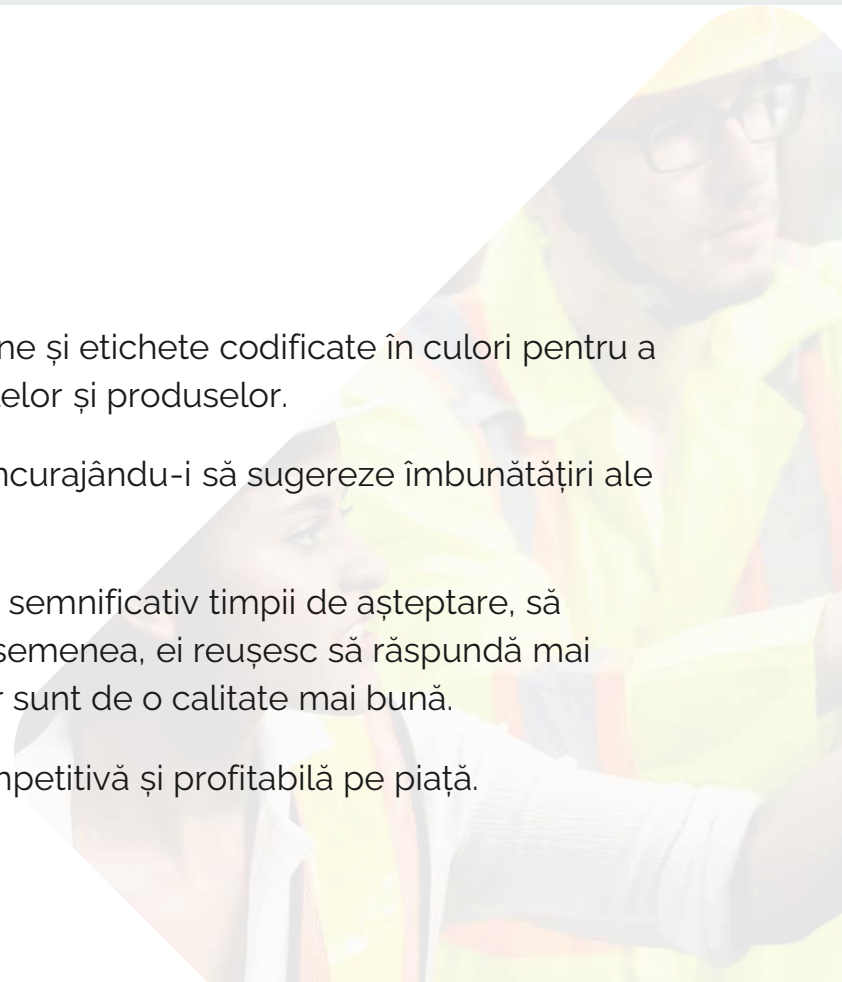 ne și etichete codificate în culori pentru a
elor și produselor.
ncurajându-i să sugereze îmbunătățiri ale
semnificativ timpii de așteptare, să
semenea, ei reușesc să răspundă mai
sunt de o calitate mai bună.
mpetitivă și profitabilă pe piață.